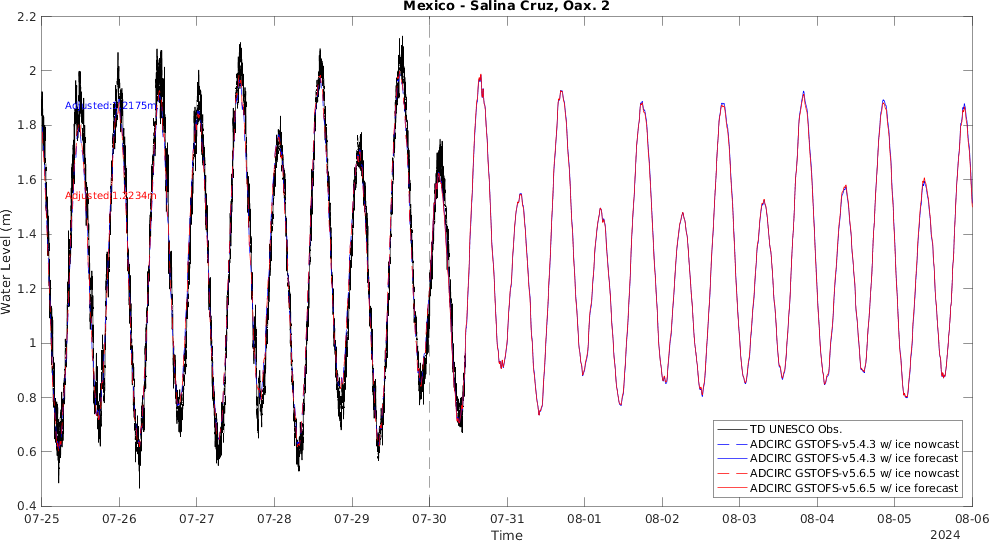 Mexico - Salina Cruz, Oax. 2
Water Level (m)
2.2
2
1.8
1.6
1.4
1.2
1
0.8
0.6
0.4
Adjusted:1.2175m
Adjusted:1.2234m
TD UNESCO Obs.
ADCIRC GSTOFS-v5.4.3 w/ ice nowcast
ADCIRC GSTOFS-v5.4.3 w/ ice forecast
ADCIRC GSTOFS-v5.6.5 w/ ice nowcast
ADCIRC GSTOFS-v5.6.5 w/ ice forecast
07-25 07-26 07-27 07-28 07-29 07-30 07-31 08-01 08-02 08-03 08-04 08-05 08-06
Time
2024